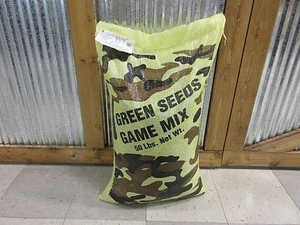 GREEN SEEDS
GAME MIX
50 Lbs. Net Wt.